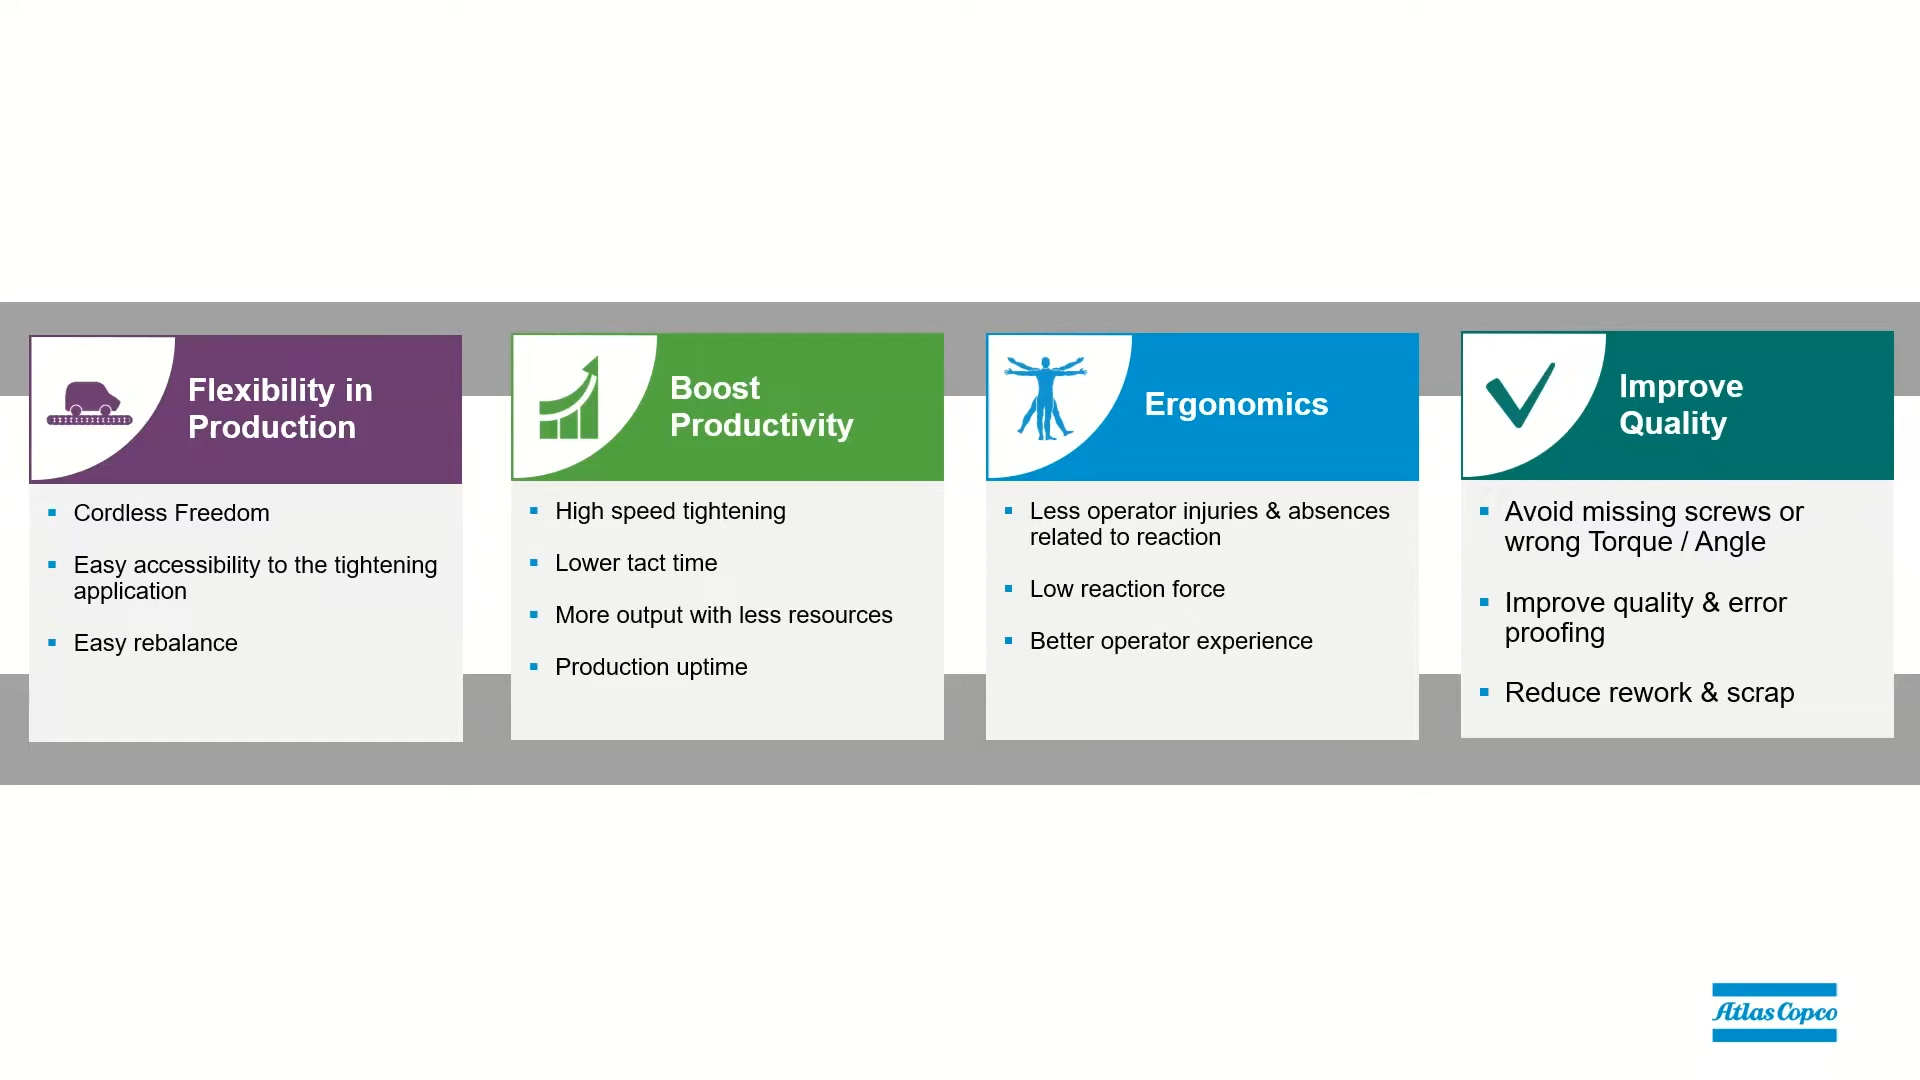 Flexibility in
Production
Cordless Freedom
Easy accessibility to the tightening
application
Easy rebalance
Boost
Productivity
High speed tightening
Lower tact time
More output with less resources
Production uptime
Ergonomics
Less operator injuries & absences
related to reaction
Low reaction force
Better operator experience
Improve
Quality
Avoid missing screws or
wrong Torque / Angle
Improve quality & error
proofing
Reduce rework & scrap
Atlas Copco